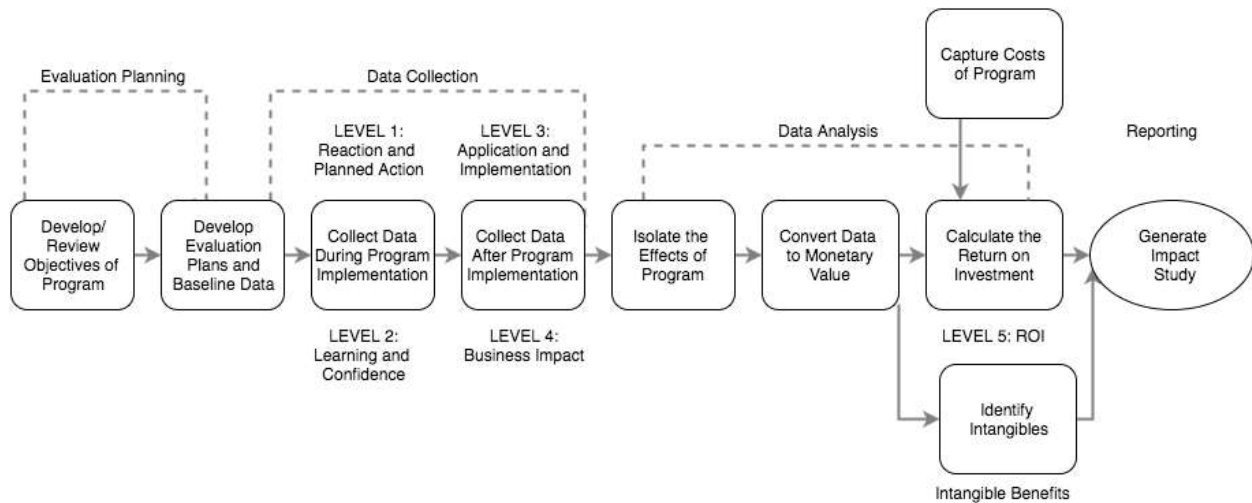 Capture Costs
of Program
Evaluation Planning
Data Collection
Data Analysis
Reporting
LEVEL 1:
Reaction and
Planned Action
LEVEL 3:
Application and
Implementation
Develop/
Review
Objectives of
Program
Develop
Evaluation
Plans and
Baseline Data
Collect Data
During Program
Implementation
Collect Data
After Program
Implementation
Isolate the
Effects of
Program
Convert Data
to Monetary
Value
Calculate the
Return on
Investment
Generate
Impact
Study
LEVEL 2:
Learning and
Confidence
LEVEL 4:
Business Impact
LEVEL 5: ROI
Identify
Intangibles
Intangible Benefits